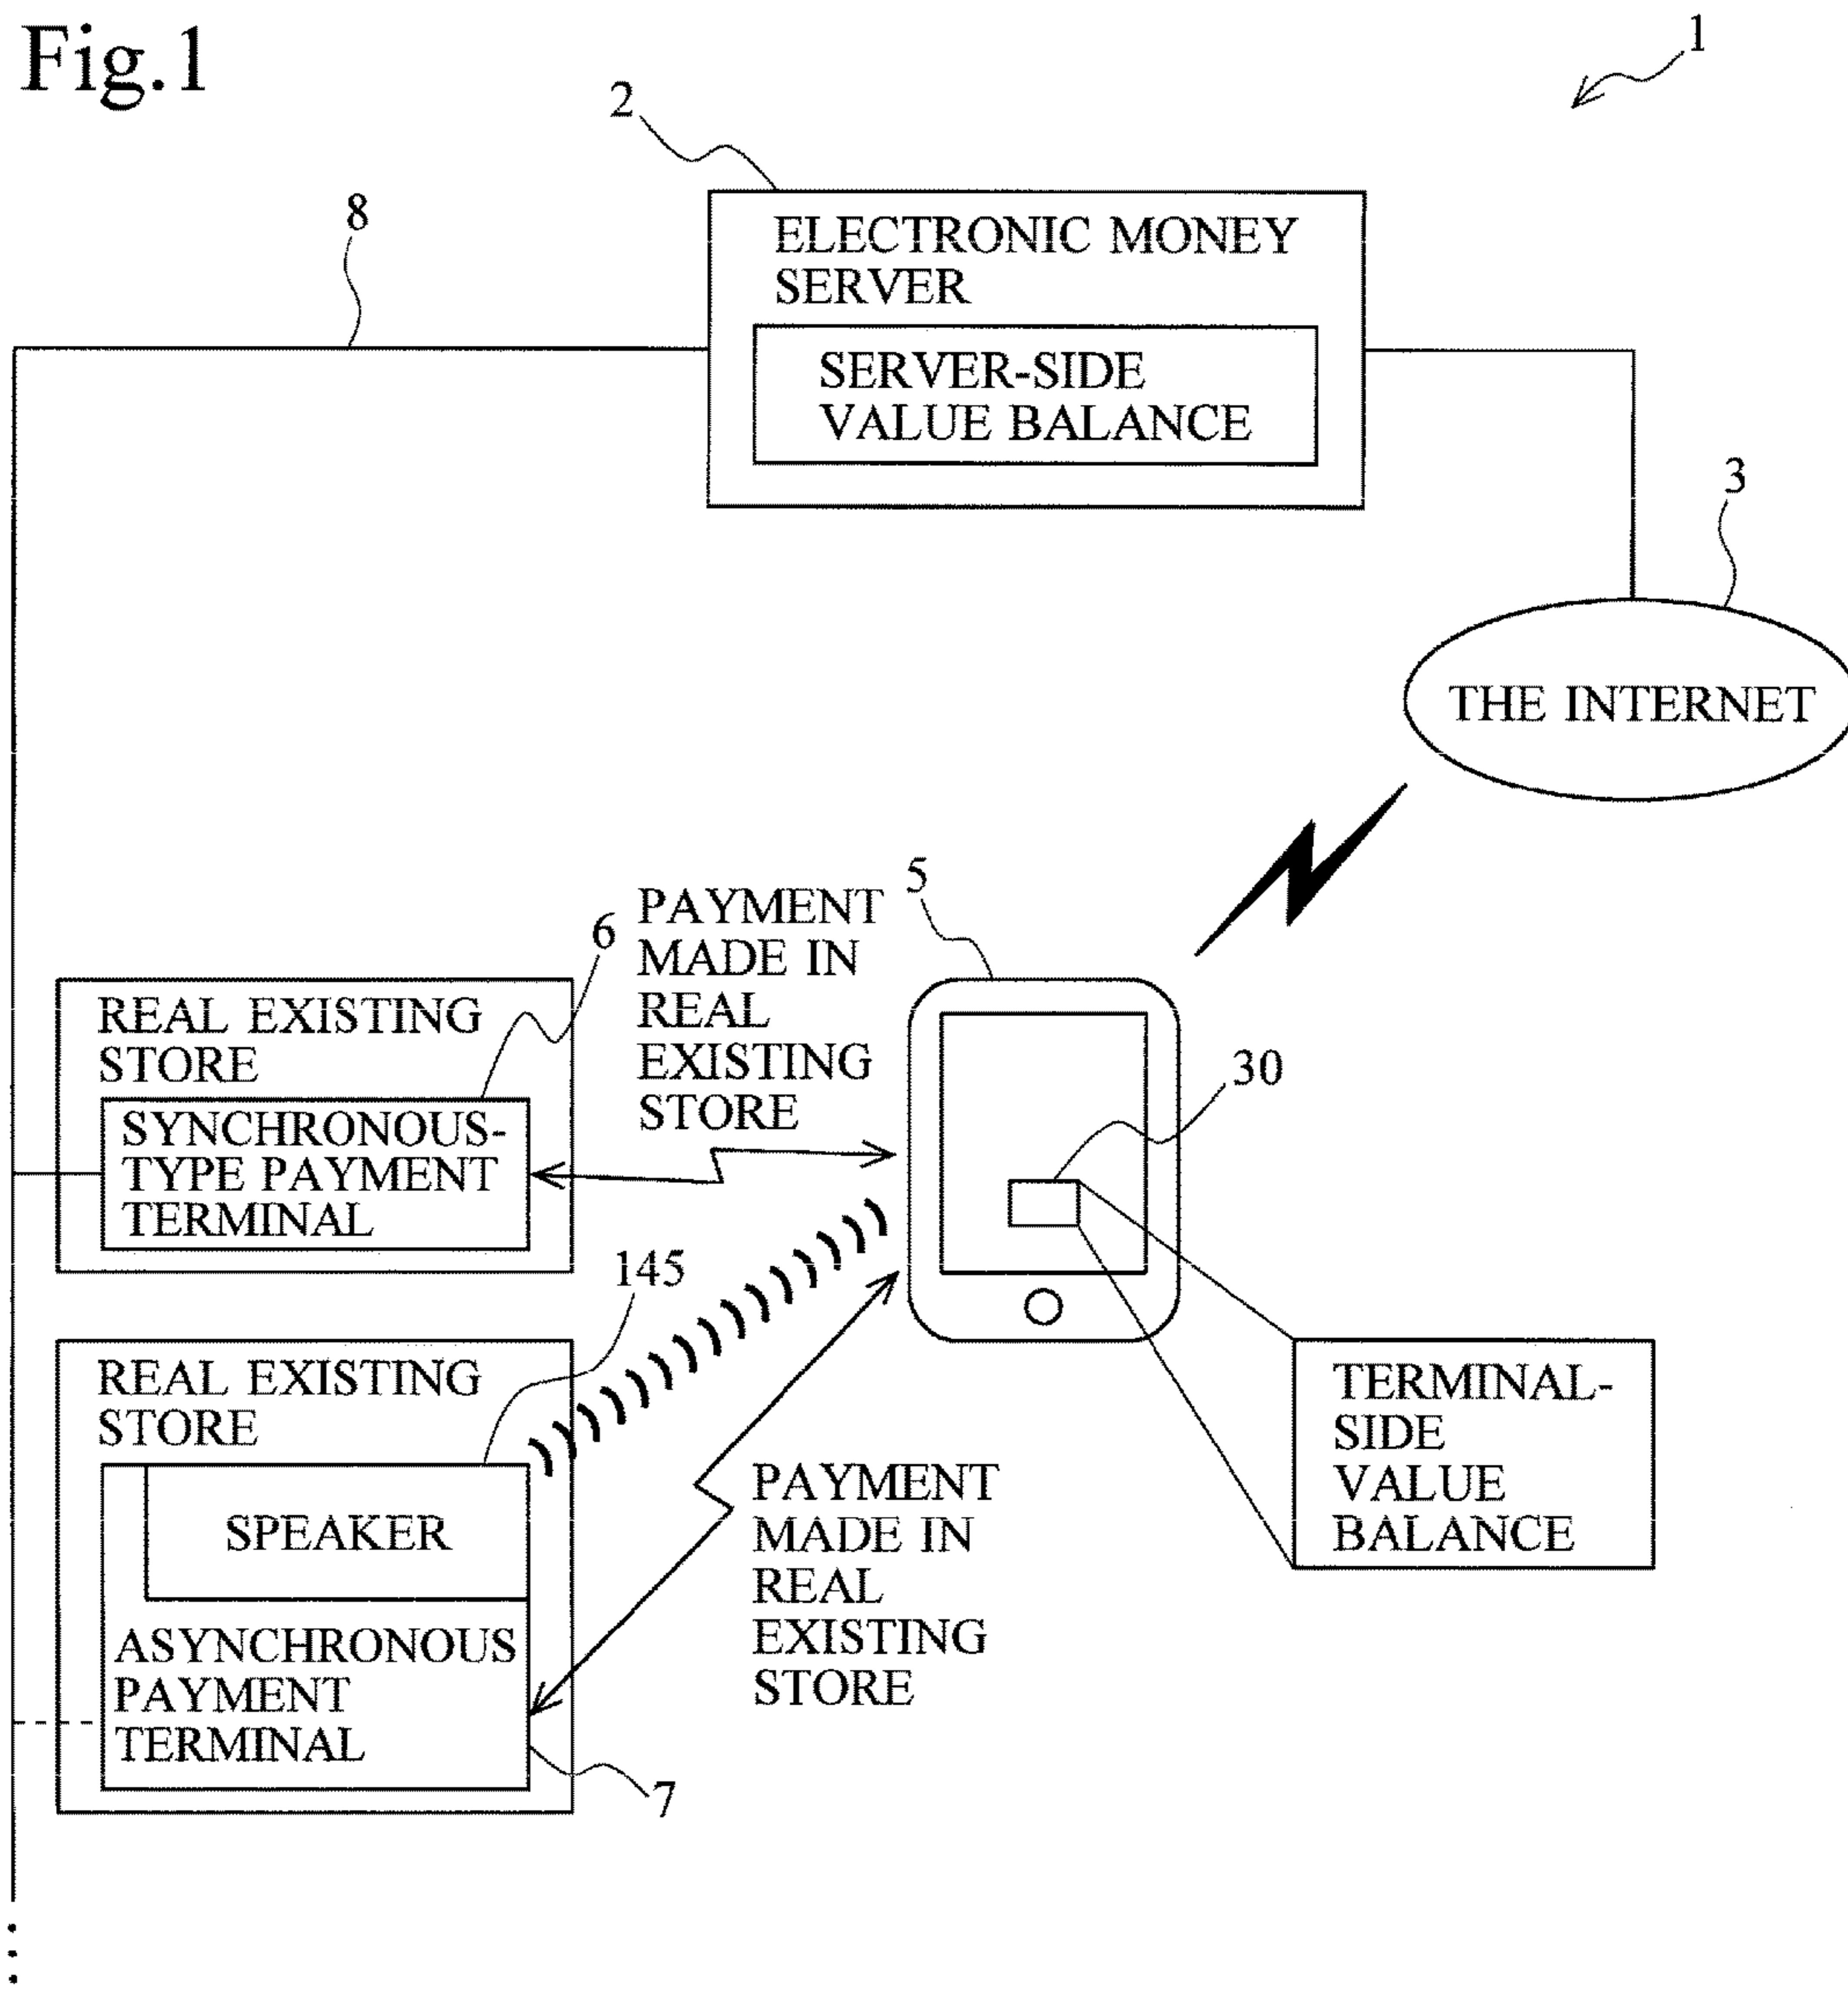 Fig.1
1
2
8
ELECTRONIC MONEY
SERVER
SERVER-SIDE
VALUE BALANCE
3
THE INTERNET
5
6
PAYMENT
MADE IN
REAL
EXISTING
STORE
REAL EXISTING
STORE
SYNCHRONOUS-
TYPE PAYMENT
TERMINAL
30
145
REAL EXISTING
STORE
SPEAKER
ASYNCHRONOUS
PAYMENT
TERMINAL
7
PAYMENT
MADE IN
REAL
EXISTING
STORE
TERMINAL-
SIDE
VALUE
BALANCE